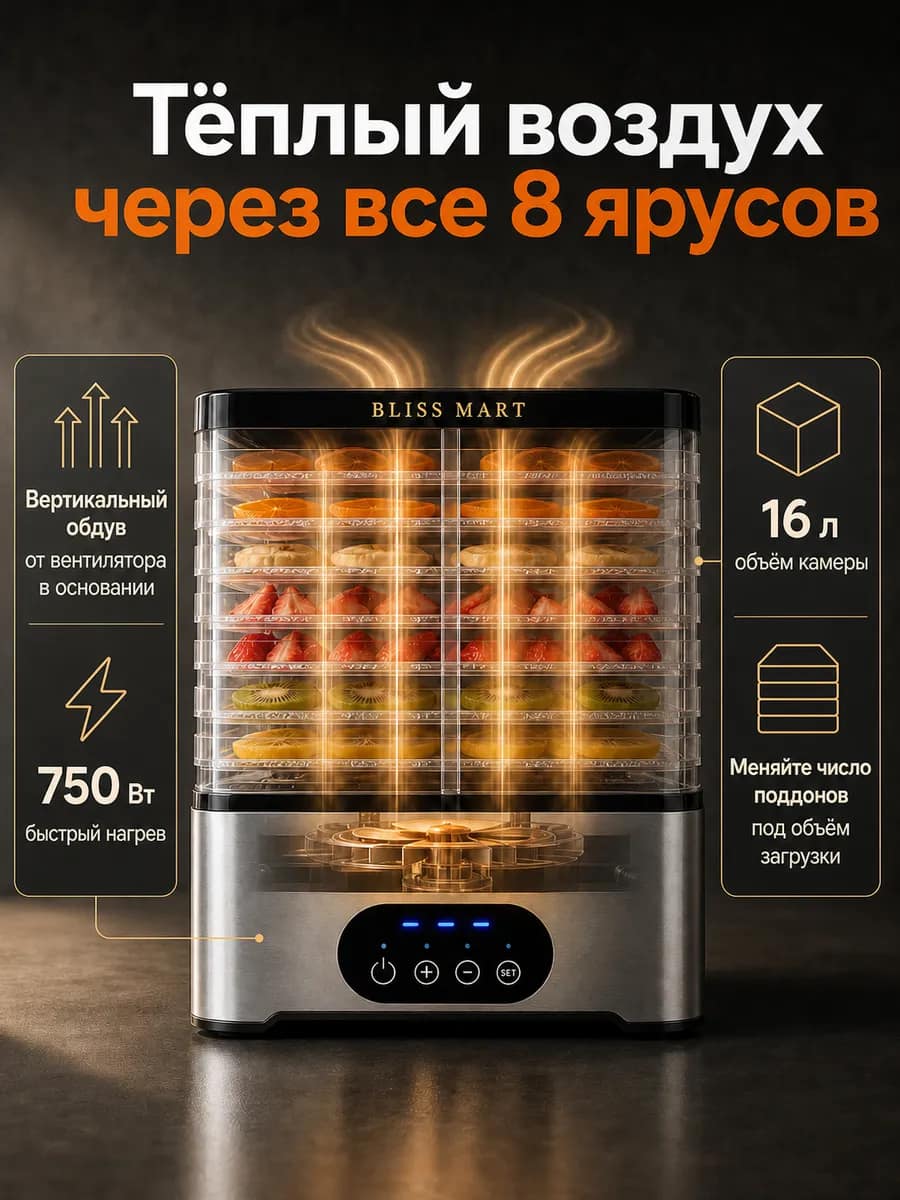 Тёплый воздух
через все 8 ярусов
BLISS MART
Вертикальный
обдув
от вентилятора
в основании
750 Вт
быстрый нагрев
16 л
объём камеры
Меняйте число
поддонов
под объём
загрузки
SET